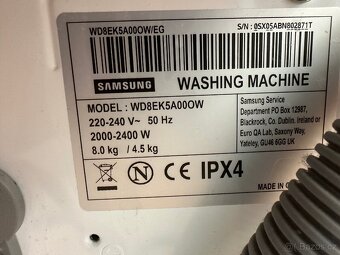 WD8EK5A00OW/EG
S/N : 0SX05ABN802871T
SAMSUNG
WASHING MACHINE
MODEL : WD8EK5A00OW
220-240 V~ 50 Hz
2000-2400 W
8.0 kg / 4.5 kg
Samsung Service
Department PO Box 12987,
Blackrock, Co. Dublin. Ireland or
Euro QA Lab, Saxony Way,
Yateley, GU46 6GG UK
N CE IPX4
MADE IN